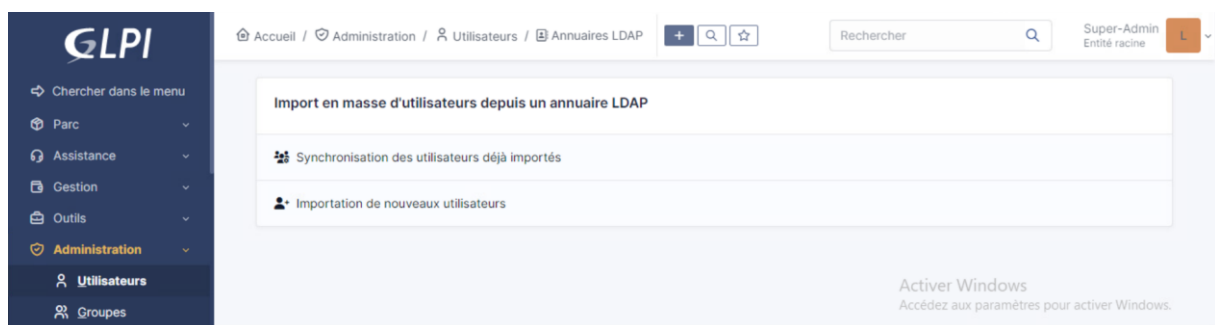 GLPI
Accueil / Administration / Utilisateurs / Annuaires LDAP
Rechercher
Super-Admin
Entité racine
L
Chercher dans le menu
Parc
Assistance
Gestion
Outils
Administration
Utilisateurs
Groupes
Import en masse d'utilisateurs depuis un annuaire LDAP
Synchronisation des utilisateurs déjà importés
Importation de nouveaux utilisateurs
Activer Windows
Accédez aux paramètres pour activer Windows.